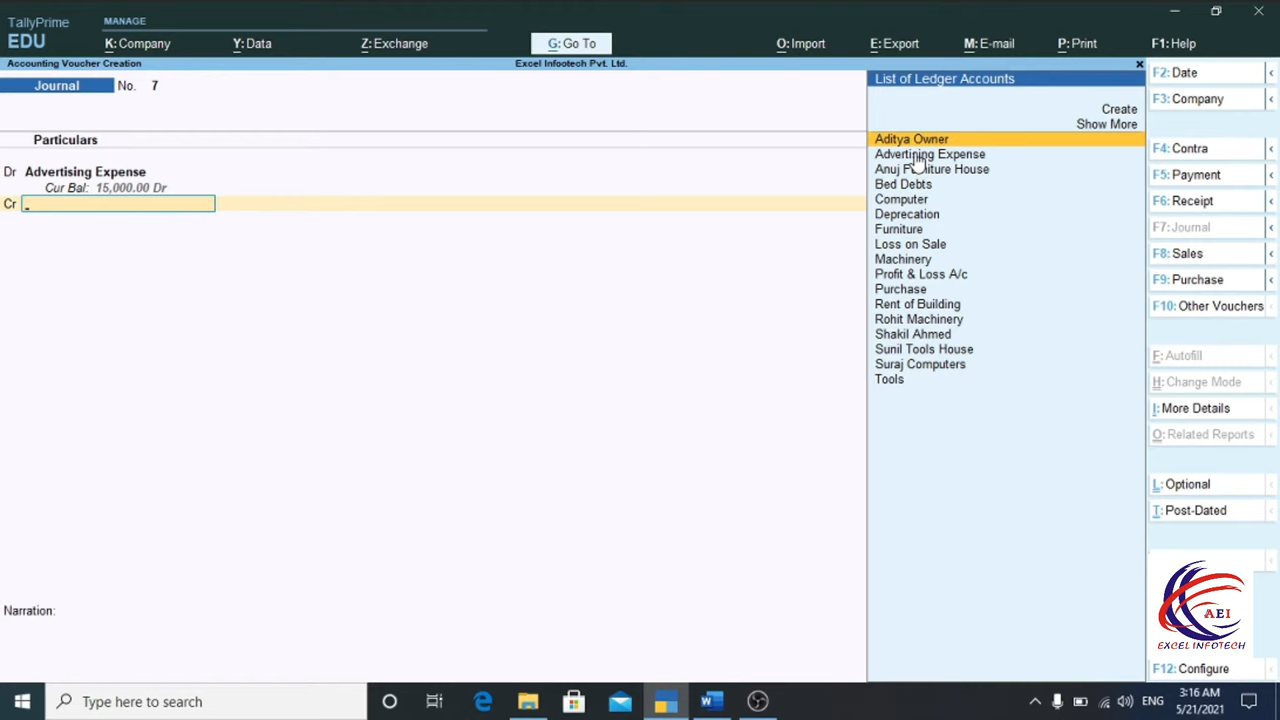 TallyPrime
EDU
MANAGE
K: Company
Y: Data
Z: Exchange
G: Go To
O: Import
E: Export
M: E-mail
P: Print
F1: Help
Accounting Voucher Creation
Excel Infotech Pvt. Ltd.
Journal No. 7
Particulars
Dr Advertising Expense
Cur Bal: 15,000.00 Dr
Cr
Narration:
List of Ledger Accounts
Create
Show More
Aditya Owner
Advertining Expense
Anuj Furniture House
Bed Debts
Computer
Deprecation
Furniture
Loss on Sale
Machinery
Profit & Loss A/c
Purchase
Rent of Building
Rohit Machinery
Shakil Ahmed
Sunil Tools House
Suraj Computers
Tools
F2: Date
F3: Company
F4: Contra
F5: Payment
F6: Receipt
F7: Journal
F8: Sales
F9: Purchase
F10: Other Vouchers
F: Autofill
H: Change Mode
I: More Details
O: Related Reports
L: Optional
T: Post-Dated
AEI
EXCEL INFOTECH
F12: Configure
Type here to search
ENG
3:16 AM
5/21/2021